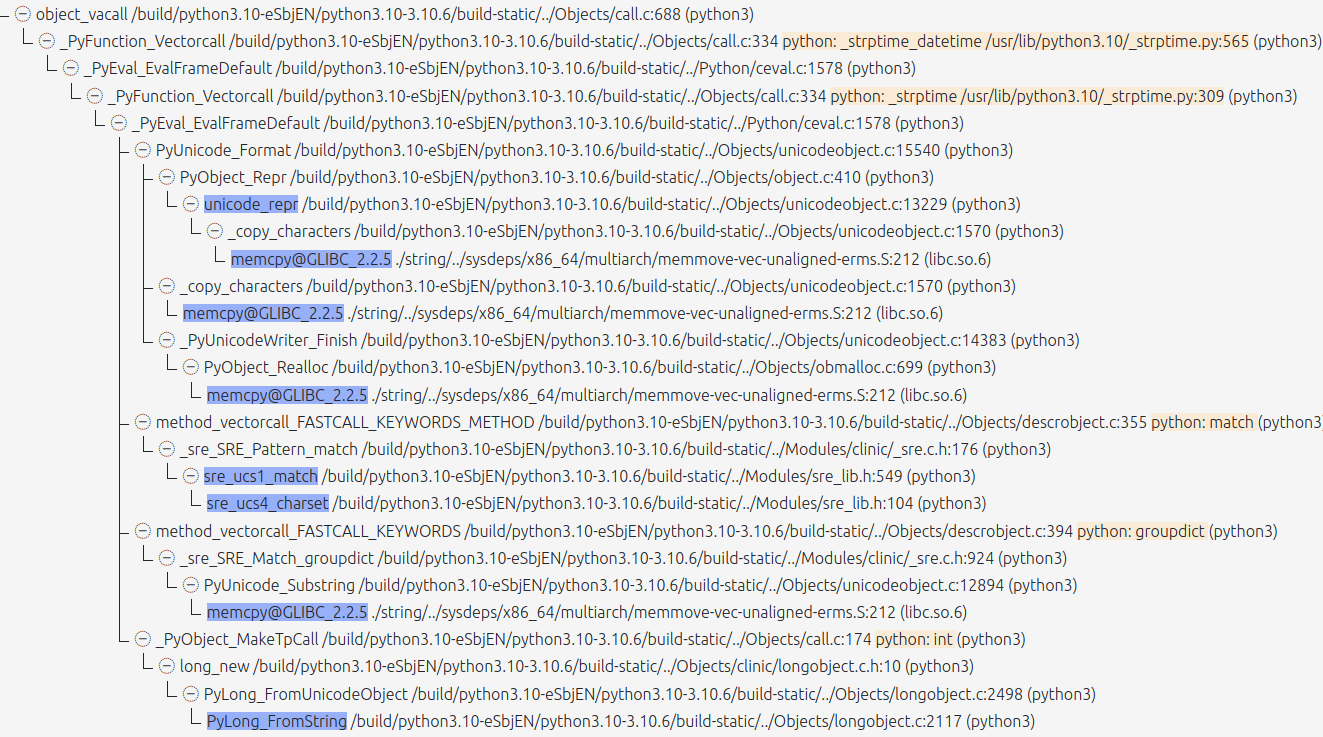 object_vacall /build/python3.10-eSbjEN/python3.10-3.10.6/build-static/../Objects/call.c:688 (python3)
_PyFunction_Vectorcall /build/python3.10-eSbjEN/python3.10-3.10.6/build-static/../Objects/call.c:334 python: _strptime_datetime /usr/lib/python3.10/_strptime.py:565 (python3)
_PyEval_EvalFrameDefault /build/python3.10-eSbjEN/python3.10-3.10.6/build-static/../Python/ceval.c:1578 (python3)
_PyFunction_Vectorcall /build/python3.10-eSbjEN/python3.10-3.10.6/build-static/../Objects/call.c:334 python: _strptime /usr/lib/python3.10/_strptime.py:309 (python3)
_PyEval_EvalFrameDefault /build/python3.10-eSbjEN/python3.10-3.10.6/build-static/../Python/ceval.c:1578 (python3)
PyUnicode_Format /build/python3.10-eSbjEN/python3.10-3.10.6/build-static/../Objects/unicodeobject.c:15540 (python3)
PyObject_Repr /build/python3.10-eSbjEN/python3.10-3.10.6/build-static/../Objects/object.c:410 (python3)
unicode_repr /build/python3.10-eSbjEN/python3.10-3.10.6/build-static/../Objects/unicodeobject.c:13229 (python3)
_copy_characters /build/python3.10-eSbjEN/python3.10-3.10.6/build-static/../Objects/unicodeobject.c:1570 (python3)
memcpy@GLIBC_2.2.5 ./string/../sysdeps/x86_64/multiarch/memmove-vec-unaligned-erms.S:212 (libc.so.6)
_copy_characters /build/python3.10-eSbjEN/python3.10-3.10.6/build-static/../Objects/unicodeobject.c:1570 (python3)
memcpy@GLIBC_2.2.5 ./string/../sysdeps/x86_64/multiarch/memmove-vec-unaligned-erms.S:212 (libc.so.6)
_PyUnicodeWriter_Finish /build/python3.10-eSbjEN/python3.10-3.10.6/build-static/../Objects/unicodeobject.c:14383 (python3)
PyObject_Realloc /build/python3.10-eSbjEN/python3.10-3.10.6/build-static/../Objects/obmalloc.c:699 (python3)
memcpy@GLIBC_2.2.5 ./string/../sysdeps/x86_64/multiarch/memmove-vec-unaligned-erms.S:212 (libc.so.6)
method_vectorcall_FASTCALL_KEYWORDS_METHOD /build/python3.10-eSbjEN/python3.10-3.10.6/build-static/../Objects/descrobject.c:355 python: match (python3)
_sre_SRE_Pattern_match /build/python3.10-eSbjEN/python3.10-3.10.6/build-static/../Modules/clinic/_sre.c.h:176 (python3)
sre_ucs1_match /build/python3.10-eSbjEN/python3.10-3.10.6/build-static/../Modules/sre_lib.h:549 (python3)
sre_ucs4_charset /build/python3.10-eSbjEN/python3.10-3.10.6/build-static/../Modules/sre_lib.h:104 (python3)
method_vectorcall_FASTCALL_KEYWORDS /build/python3.10-eSbjEN/python3.10-3.10.6/build-static/../Objects/descrobject.c:394 python: groupdict (python3)
_sre_SRE_Match_groupdict /build/python3.10-eSbjEN/python3.10-3.10.6/build-static/../Modules/clinic/_sre.c.h:924 (python3)
PyUnicode_Substring /build/python3.10-eSbjEN/python3.10-3.10.6/build-static/../Objects/unicodeobject.c:12894 (python3)
memcpy@GLIBC_2.2.5 ./string/../sysdeps/x86_64/multiarch/memmove-vec-unaligned-erms.S:212 (libc.so.6)
_PyObject_MakeTpCall /build/python3.10-eSbjEN/python3.10-3.10.6/build-static/../Objects/call.c:174 python: int (python3)
long_new /build/python3.10-eSbjEN/python3.10-3.10.6/build-static/../Objects/clinic/longobject.c.h:10 (python3)
PyLong_FromUnicodeObject /build/python3.10-eSbjEN/python3.10-3.10.6/build-static/../Objects/longobject.c:2498 (python3)
PyLong_FromString /build/python3.10-eSbjEN/python3.10-3.10.6/build-static/../Objects/longobject.c:2117 (python3)